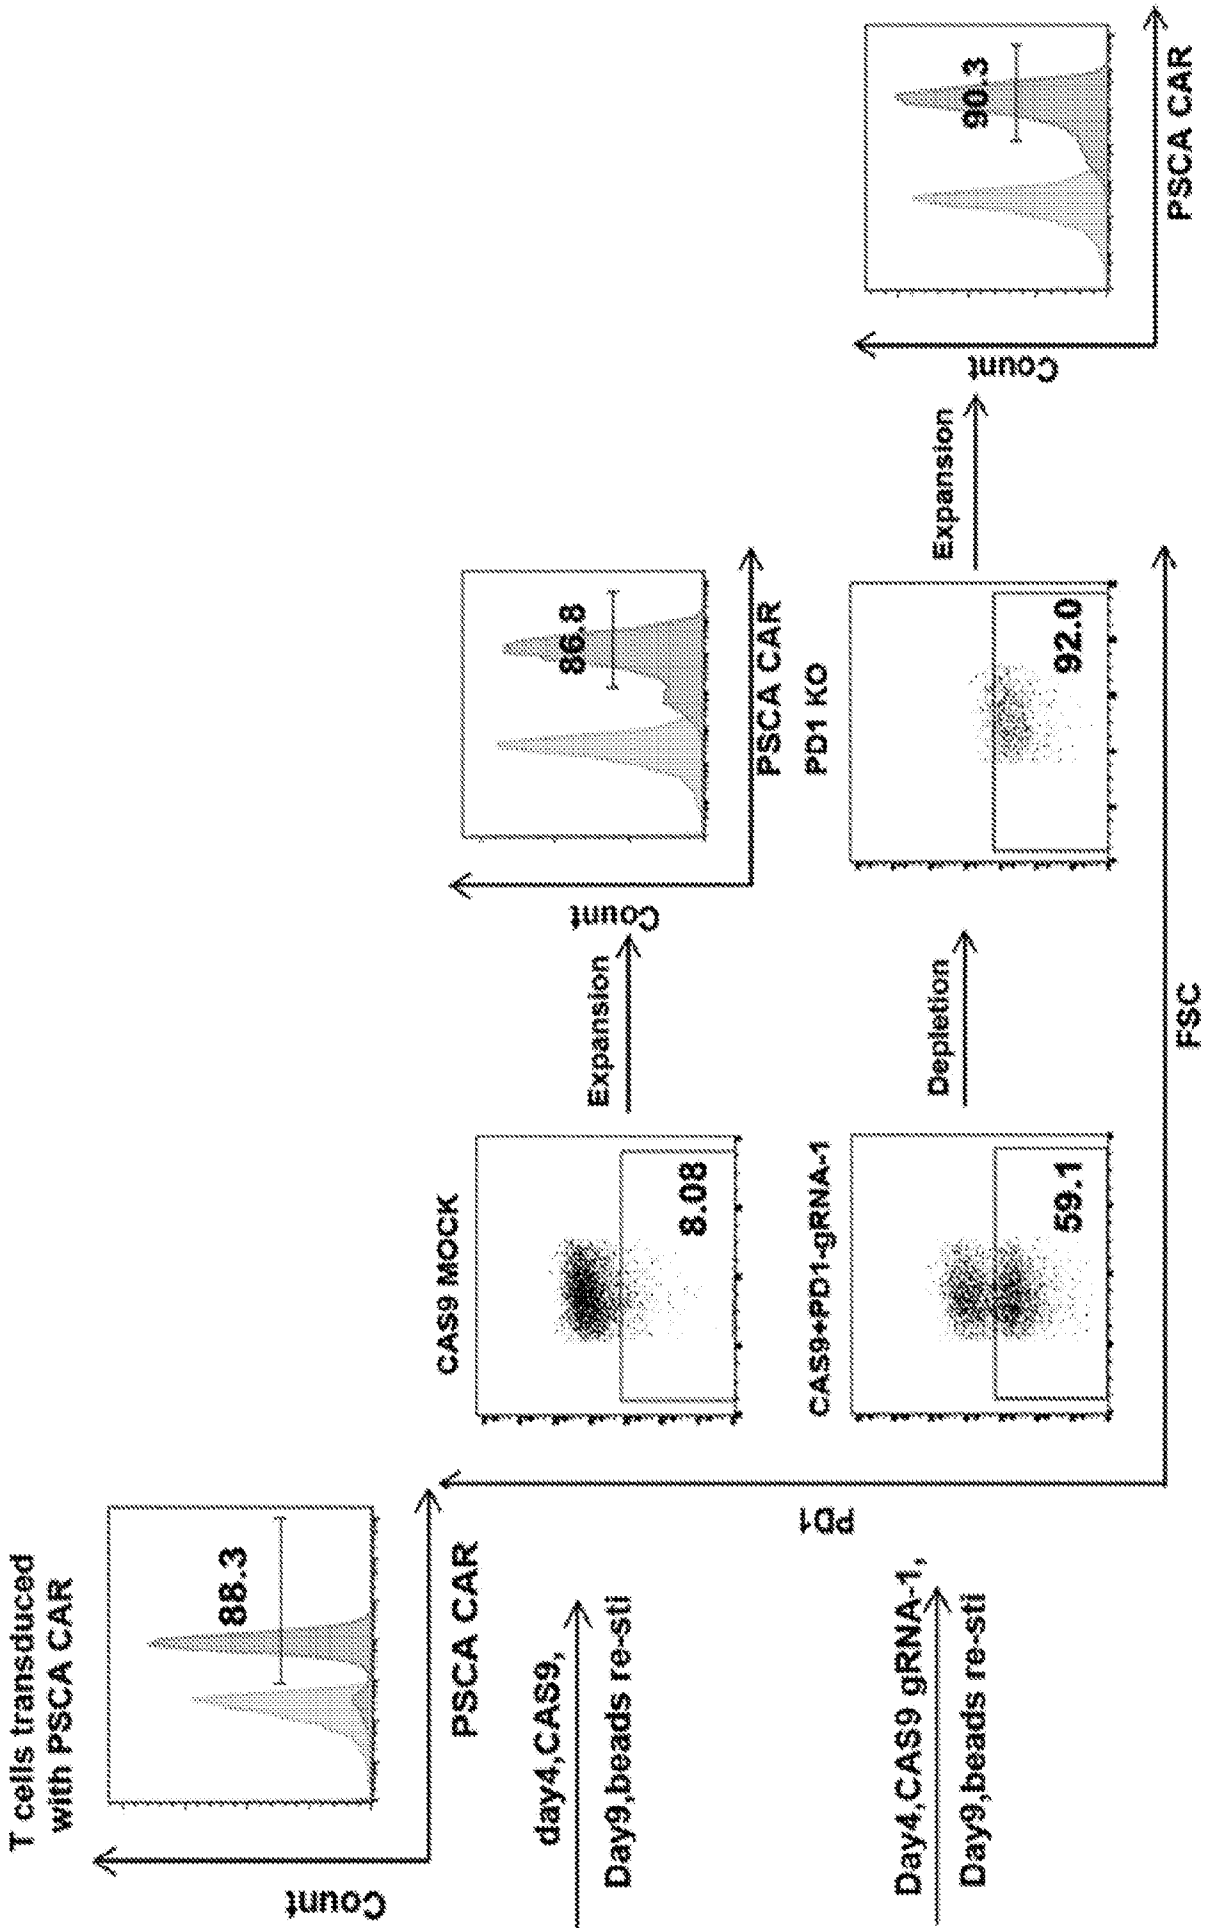 T cells transduced
with PSCA CAR
Count
88.3
PSCA CAR
day4,CAS9,
Day9,beads re-sti
CAS9 MOCK
8.08
Expansion
Count
86.8
PSCA CAR
Day4,CAS9 gRNA-1,
Day9,beads re-sti
PD1
CAS9+PD1-gRNA-1
59.1
Depletion
PD1 KO
92.0
FSC
Expansion
Count
90.3
PSCA CAR